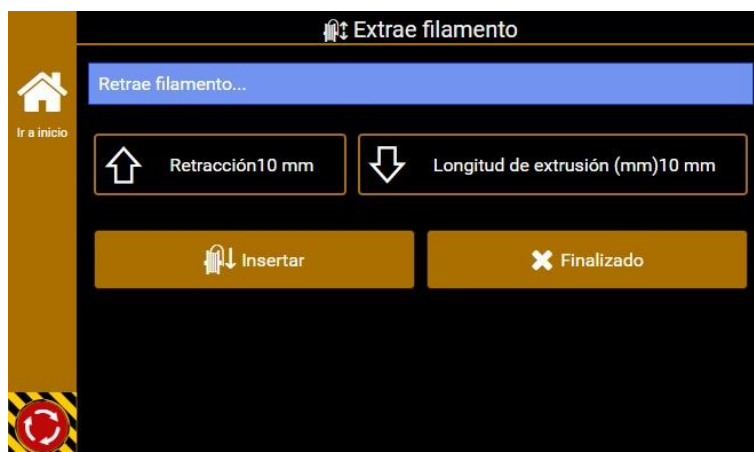 Extrae filamento
Retrae filamento...
Ir a inicio
Retracción10 mm
Longitud de extrusión (mm)10 mm
Insertar
Finalizado